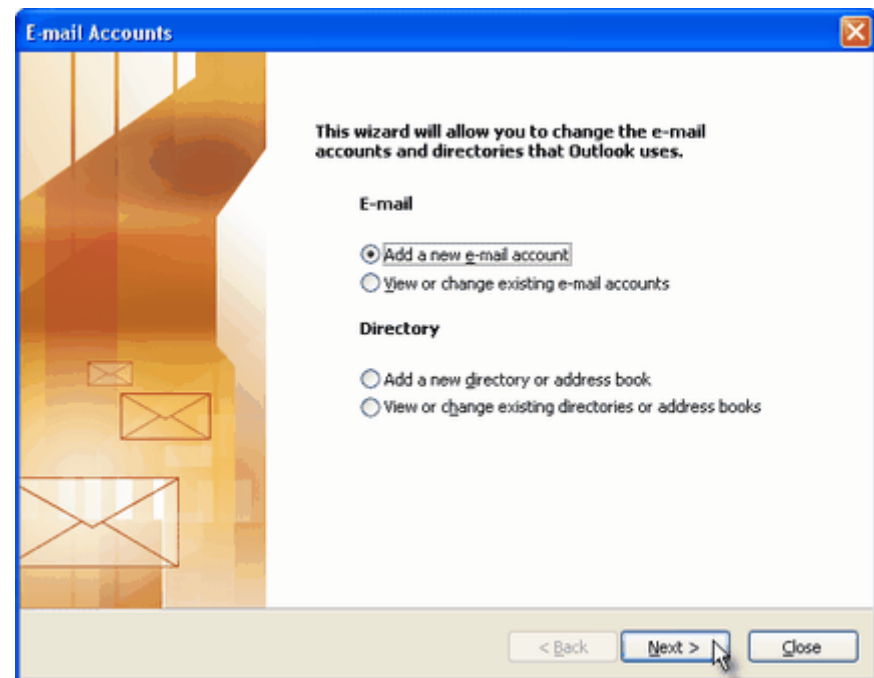 E-mail Accounts
This wizard will allow you to change the e-mail
accounts and directories that Outlook uses.
E-mail
Add a new e-mail account
View or change existing e-mail accounts
Directory
Add a new directory or address book
View or change existing directories or address books
< Back Next > Close